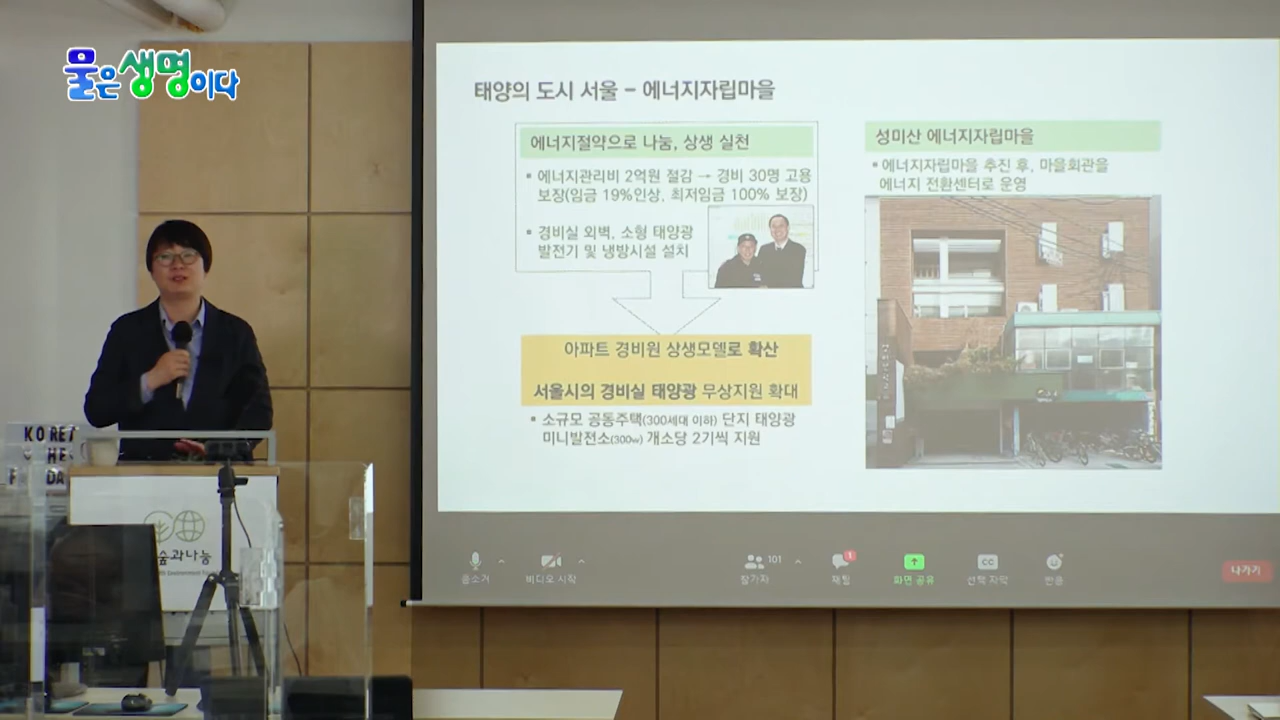 물은생명이다
태양의 도시 서울 – 에너지자립마을
에너지절약으로 나눔, 상생 실천
• 에너지관리비 2억원 절감 → 경비 30명 고용
보장(임금 19%인상, 최저임금 100% 보장)
• 경비실 외벽, 소형 태양광
발전기 및 냉방시설 설치
아파트 경비원 상생모델로 확산
서울시의 경비실 태양광 무상지원 확대
• 소규모 공동주택(300세대 이하) 단지 태양광
미니발전소(300w) 개소당 2기씩 지원
성미산 에너지자립마을
• 에너지자립마을 추진 후, 마을회관을
에너지 전환센터로 운영
음소거
비디오 시작
101
참가자
1
채팅
화면 공유
CC
선택 자막
반응
나가기
KOREA
숲과나눔